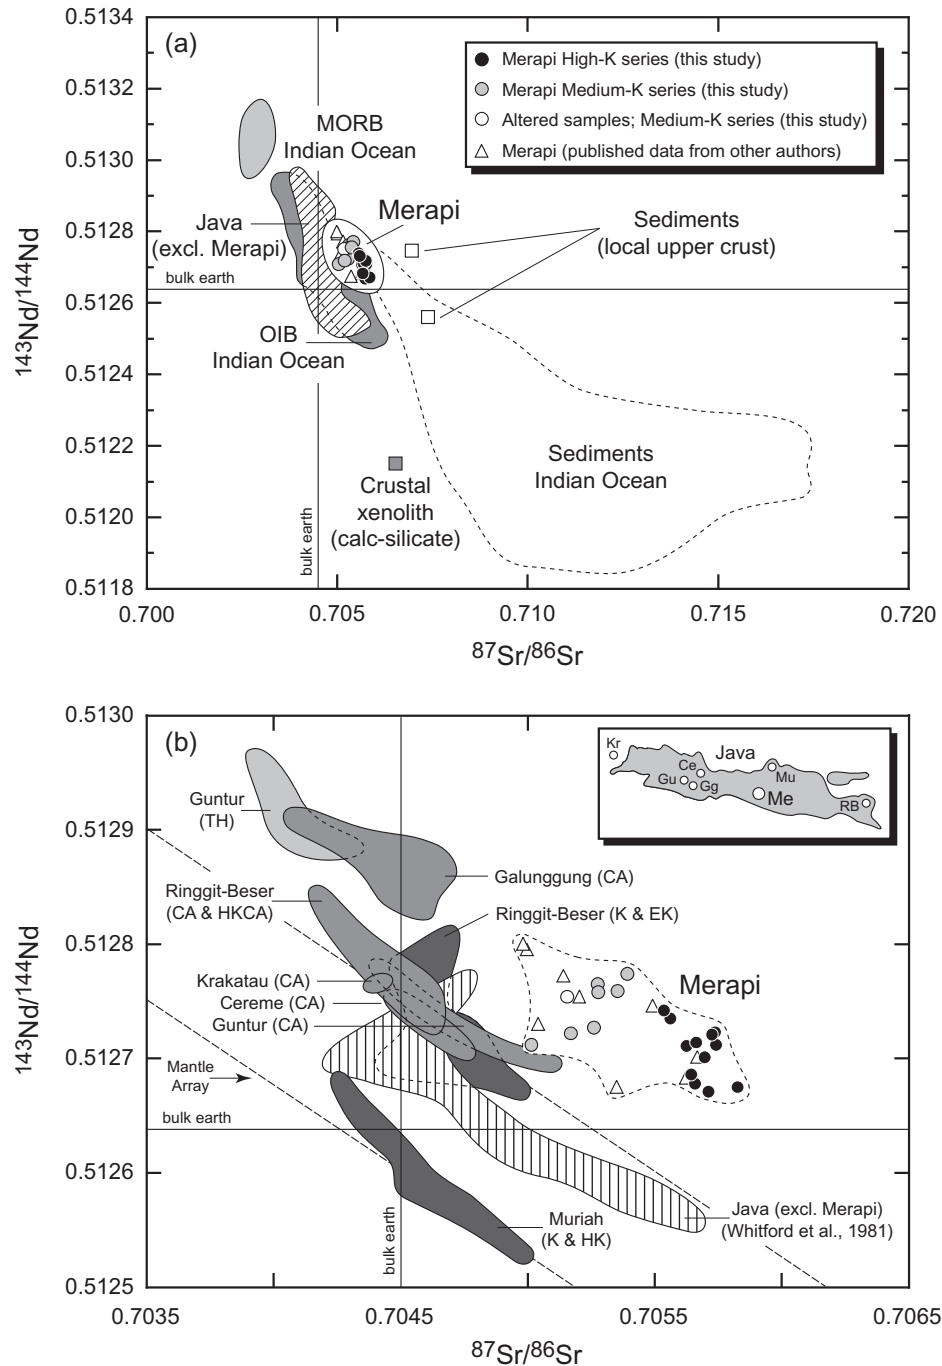 (a)
Merapi High-K series (this study)
Merapi Medium-K series (this study)
Altered samples; Medium-K series (this study)
Merapi (published data from other authors)
0.5134
0.5132
0.5130
0.5128
0.5126
0.5124
0.5122
0.5120
0.5118
143Nd/144Nd
MORB
Indian Ocean
Merapi
Java
(excl. Merapi)
Sediments
(local upper crust)
bulk earth
OIB
Indian Ocean
Sediments
Indian Ocean
Crustal
xenolith
(calc-silicate)
bulk earth
0.700
0.705
0.710
0.715
0.720
87Sr/86Sr
(b)
0.5130
0.5129
0.5128
0.5127
0.5126
0.5125
143Nd/144Nd
Kr
Java
Ce
Gu
Gg
Mu
Me
RB
Guntur
(TH)
Galunggung (CA)
Ringgit-Beser
(CA & HKCA)
Ringgit-Beser (K & EK)
Merapi
Krakatau (CA)
Cereme (CA)
Guntur (CA)
Mantle
Array
bulk earth
Java (excl. Merapi)
(Whitford et al., 1981)
Muriah
(K & HK)
bulk earth
0.7035
0.7045
0.7055
0.7065
87Sr/86Sr